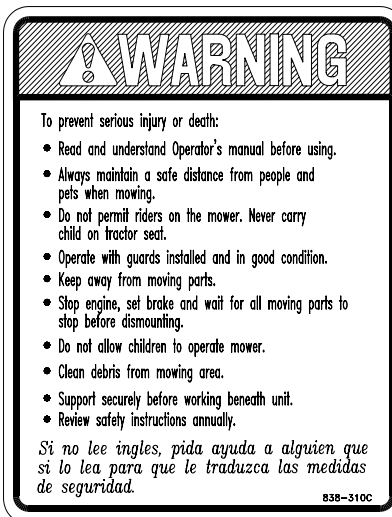 WARNING
To prevent serious injury or death:
• Read and understand Operator's manual before using.
• Always maintain a safe distance from people and
pets when mowing.
• Do not permit riders on the mower. Never carry
child on tractor seat.
• Operate with guards installed and in good condition.
• Keep away from moving parts.
• Stop engine, set brake and wait for all moving parts to
stop before dismounting.
• Do not allow children to operate mower.
• Clean debris from mowing area.
• Support securely before working beneath unit.
• Review safety instructions annually.
Si no lee ingles, pida ayuda a alguien que
si lo lea para que le traduzca las medidas
de seguridad.
838-310C